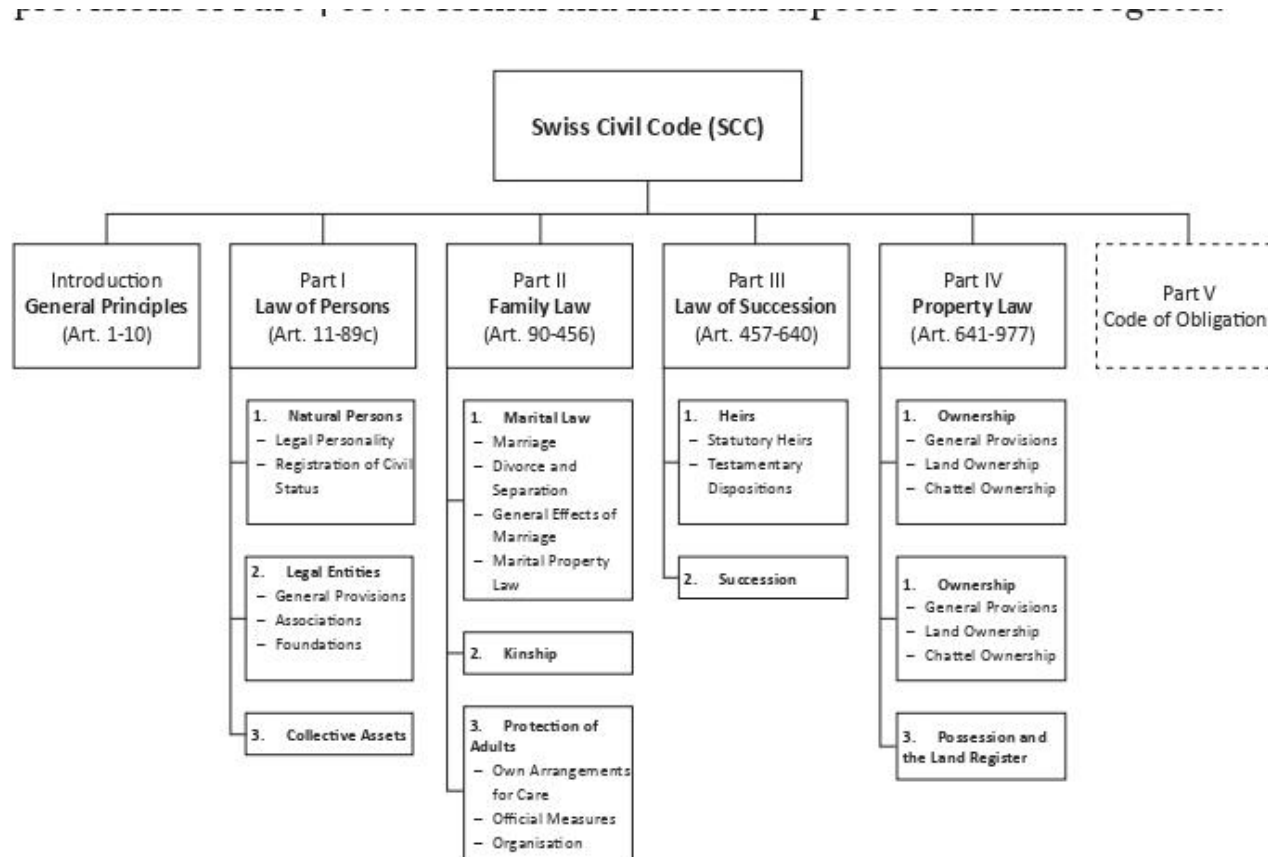 Swiss Civil Code (SCC)
Introduction
General Principles
(Art. 1-10)
Part I
Law of Persons
(Art. 11-89c)
Part II
Family Law
(Art. 90-456)
Part III
Law of Succession
(Art. 457-640)
Part IV
Property Law
(Art. 641-977)
Part V
Code of Obligation
1. Natural Persons
– Legal Personality
– Registration of Civil
Status
2. Legal Entities
– General Provisions
– Associations
– Foundations
3. Collective Assets
1. Marital Law
– Marriage
– Divorce and
Separation
– General Effects of
Marriage
– Marital Property
Law
2. Kinship
3. Protection of
Adults
– Own Arrangements
for Care
– Official Measures
– Organisation
1. Heirs
– Statutory Heirs
– Testamentary
Dispositions
2. Succession
1. Ownership
– General Provisions
– Land Ownership
– Chattel Ownership
1. Ownership
– General Provisions
– Land Ownership
– Chattel Ownership
3. Possession and
the Land Register